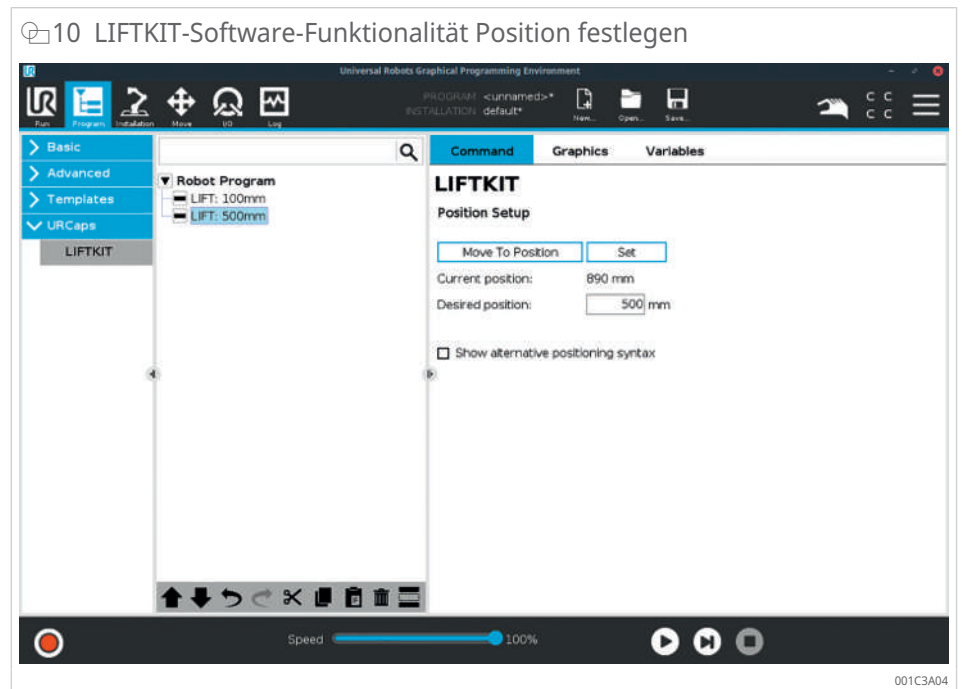 10 LIFTKIT-Software-Funktionalität Position festlegen
Universal Robots Graphical Programming Environment
PROGRAM <unnamed>*
INSTALLATION default*
Run Program Installation Move I/O Log
New... Open... Save...
C C
C C
Basic
Advanced
Templates
URCaps
LIFTKIT
Robot Program
LIFT: 100mm
LIFT: 500mm
Command Graphics Variables
LIFTKIT
Position Setup
Move To Position Set
Current position: 890 mm
Desired position: 500 mm
Show alternative positioning syntax
Speed 100%
001C3A04